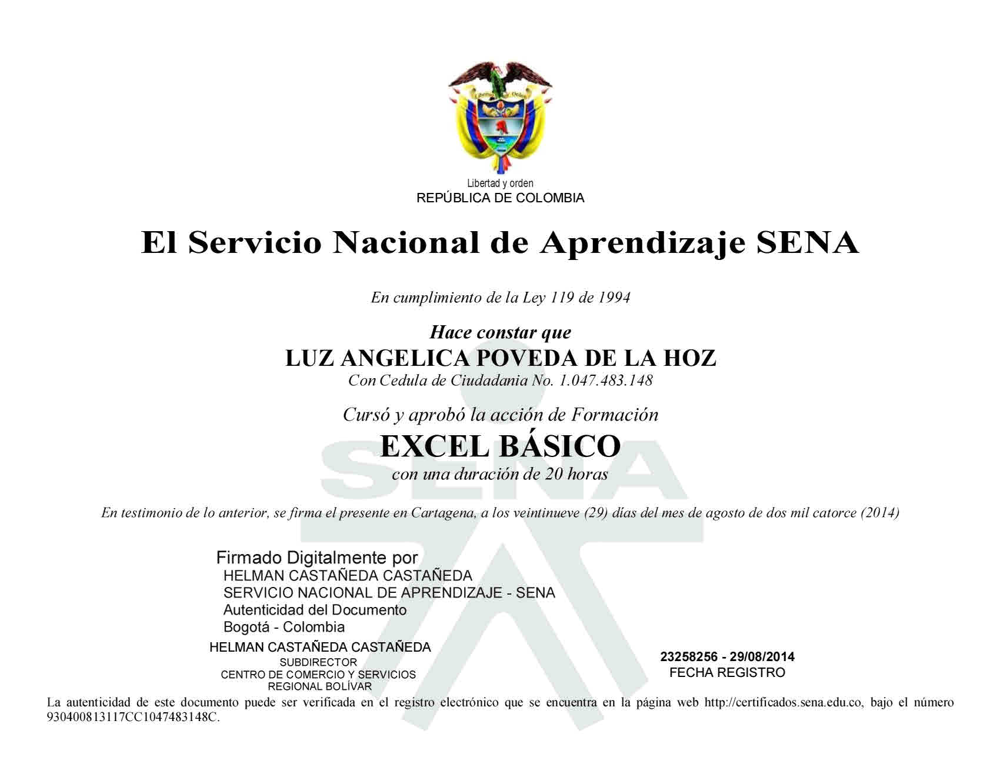 Libertad y Orden
Libertad y orden
REPÚBLICA DE COLOMBIA
El Servicio Nacional de Aprendizaje SENA
En cumplimiento de la Ley 119 de 1994
Hace constar que
LUZ ANGELICA POVEDA DE LA HOZ
Con Cedula de Ciudadania No. 1.047.483.148
Cursó y aprobó la acción de Formación
EXCEL BÁSICO
SENA
con una duración de 20 horas
En testimonio de lo anterior, se firma el presente en Cartagena, a los veintinueve (29) días del mes de agosto de dos mil catorce (2014)
Firmado Digitalmente por
HELMAN CASTAÑEDA CASTAÑEDA
SERVICIO NACIONAL DE APRENDIZAJE - SENA
Autenticidad del Documento
Bogotá - Colombia
HELMAN CASTAÑEDA CASTAÑEDA
SUBDIRECTOR
CENTRO DE COMERCIO Y SERVICIOS
REGIONAL BOLÍVAR
23258256 - 29/08/2014
FECHA REGISTRO
La autenticidad de este documento puede ser verificada en el registro electrónico que se encuentra en la página web http://certificados.sena.edu.co, bajo el número
930400813117CC1047483148C.